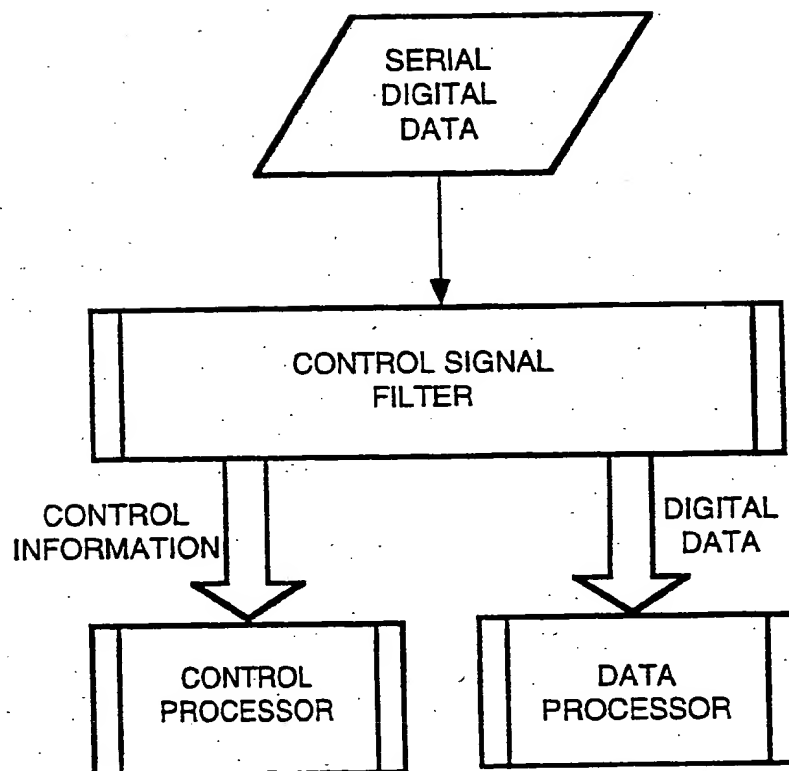 SERIAL
DIGITAL
DATA
CONTROL SIGNAL
FILTER
CONTROL
INFORMATION
DIGITAL
DATA
CONTROL
PROCESSOR
DATA
PROCESSOR